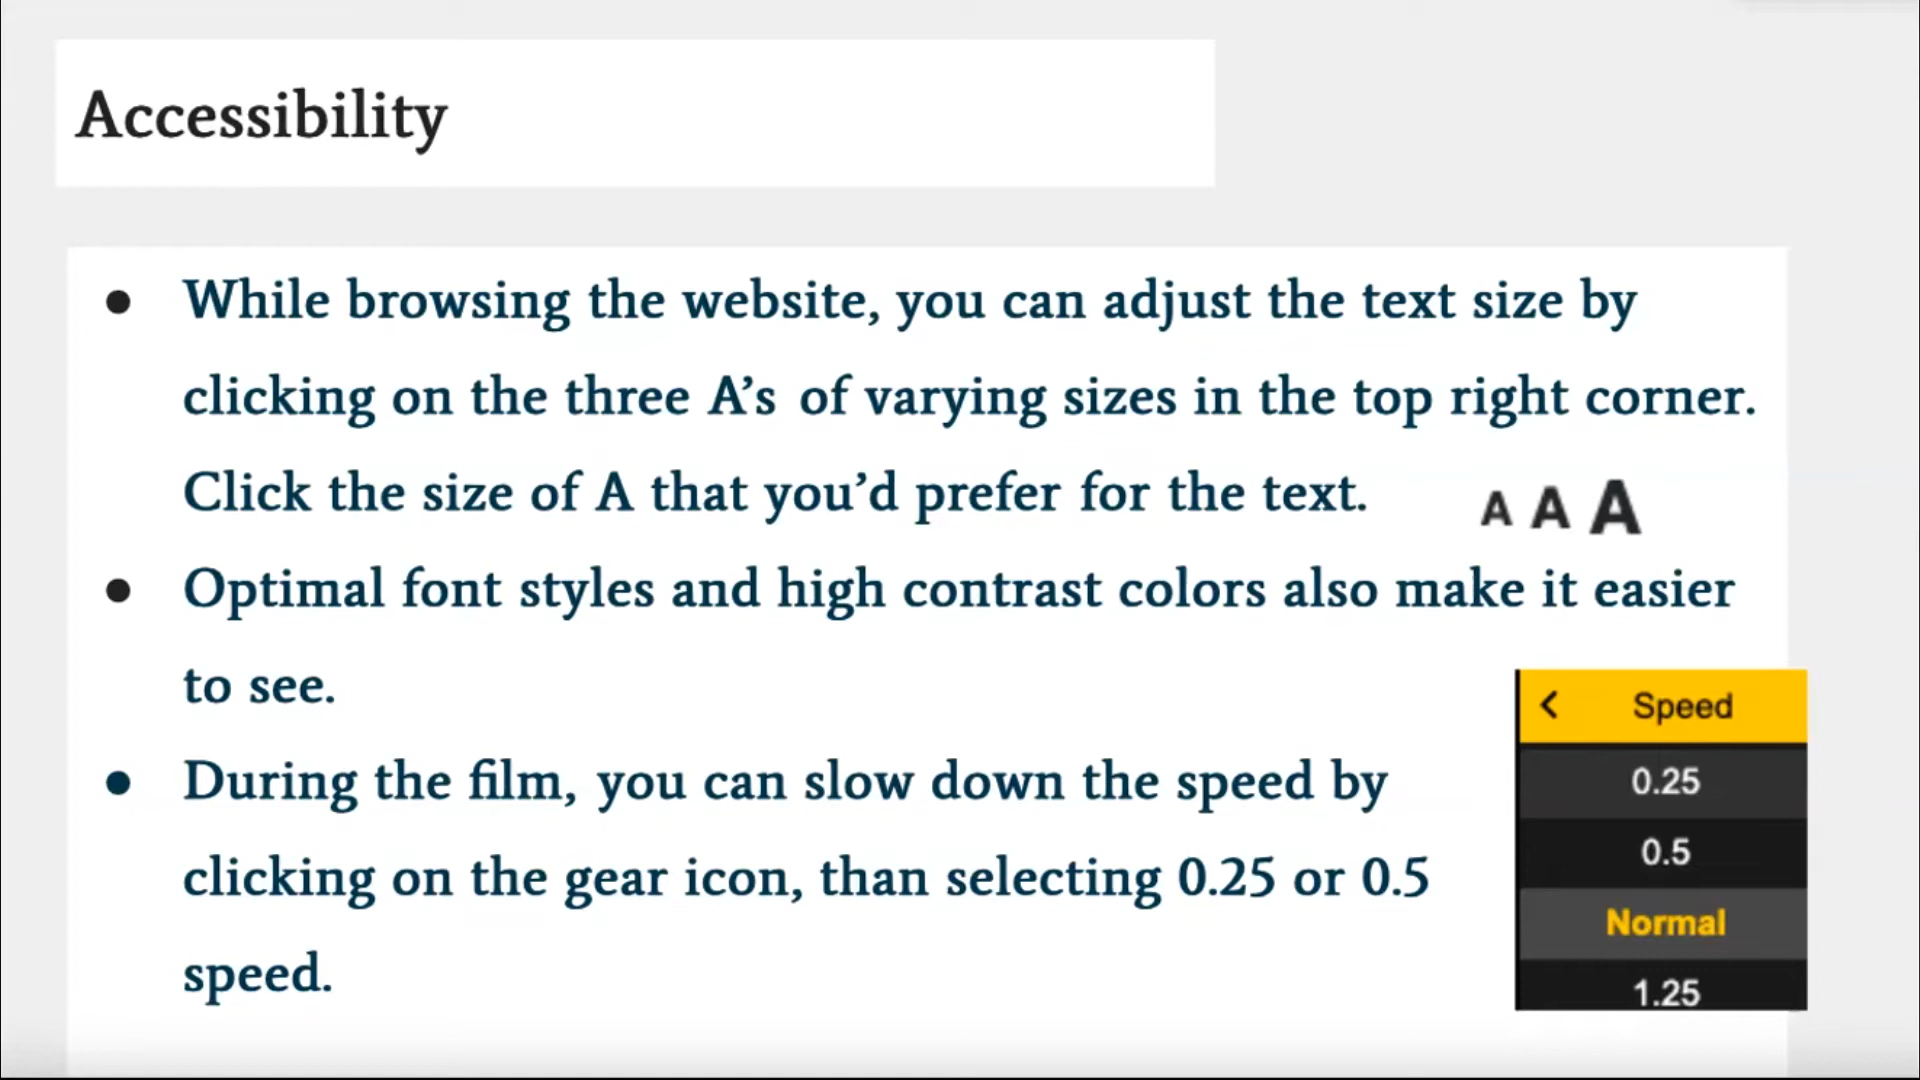 Accessibility
● While browsing the website, you can adjust the text size by
clicking on the three A’s of varying sizes in the top right corner.
Click the size of A that you’d prefer for the text.
A A A
● Optimal font styles and high contrast colors also make it easier
to see.
● During the film, you can slow down the speed by
clicking on the gear icon, than selecting 0.25 or 0.5
speed.
< Speed
0.25
0.5
Normal
1.25